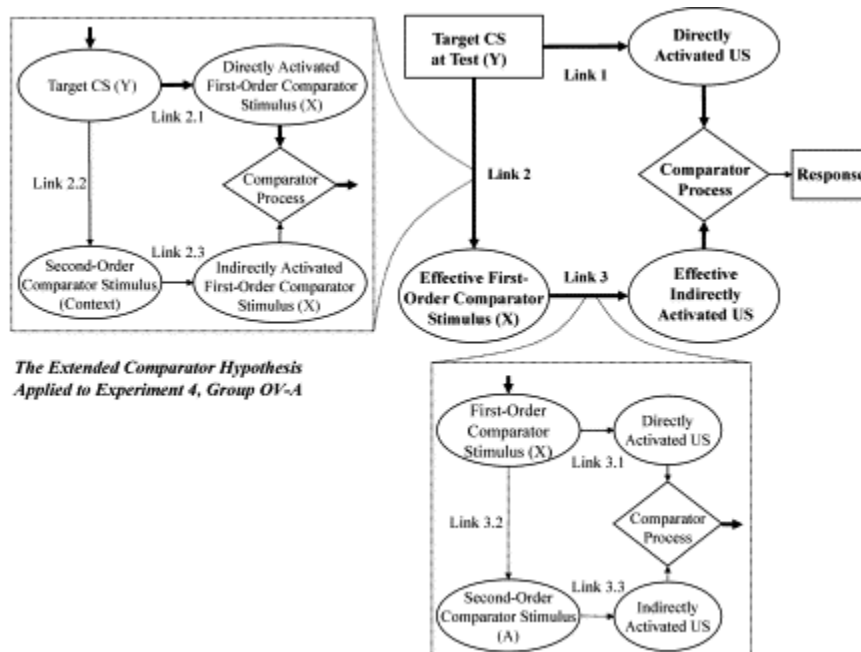 Target CS (Y)
Directly Activated
First-Order Comparator
Stimulus (X)
Link 2.1
Link 2.2
Comparator
Process
Link 2.3
Second-Order
Comparator Stimulus
(Context)
Indirectly Activated
First-Order Comparator
Stimulus (X)
Target CS
at Test (Y)
Directly
Activated US
Link 1
Link 2
Comparator
Process
Response
Effective First-
Order Comparator
Stimulus (X)
Link 3
Effective
Indirectly
Activated US
The Extended Comparator Hypothesis
Applied to Experiment 4, Group OV-A
First-Order
Comparator
Stimulus (X)
Directly
Activated US
Link 3.1
Link 3.2
Comparator
Process
Link 3.3
Second-Order
Comparator Stimulus
(A)
Indirectly
Activated US